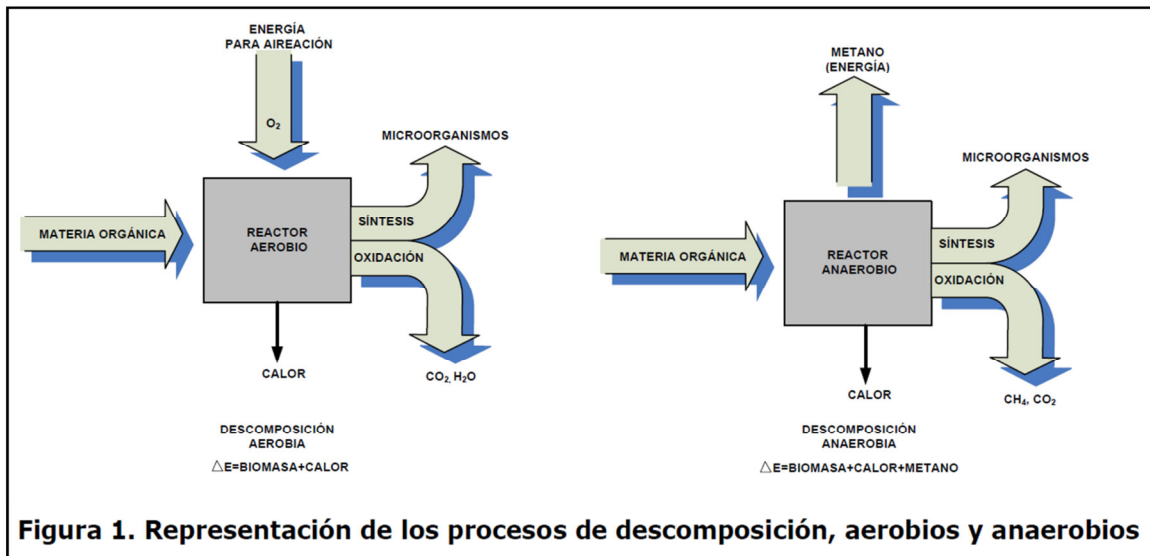 ENERGÍA
PARA AIREACIÓN
O₂
MICROORGANISMOS
MATERIA ORGÁNICA
REACTOR
AEROBIO
SÍNTESIS
OXIDACIÓN
CALOR
CO₂, H₂O
DESCOMPOSICIÓN
AEROBIA
△E=BIOMASA+CALOR
METANO
(ENERGÍA)
MICROORGANISMOS
MATERIA ORGÁNICA
REACTOR
ANAEROBIO
SÍNTESIS
OXIDACIÓN
CALOR
CH₄, CO₂
DESCOMPOSICIÓN
ANAEROBIA
△E=BIOMASA+CALOR+METANO
Figura 1. Representación de los procesos de descomposición, aerobios y anaerobios